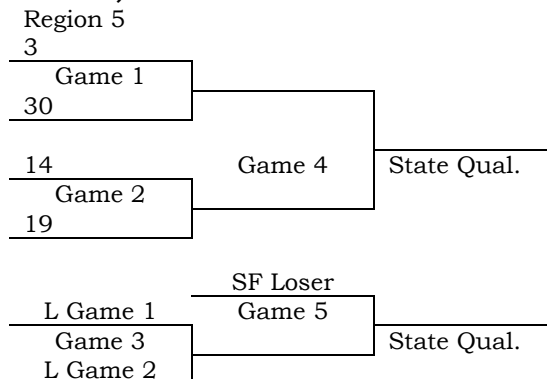 Region 5
3
Game 1
30
14
Game 4
State Qual.
Game 2
19
SF Loser
L Game 1
Game 5
Game 3
State Qual.
L Game 2